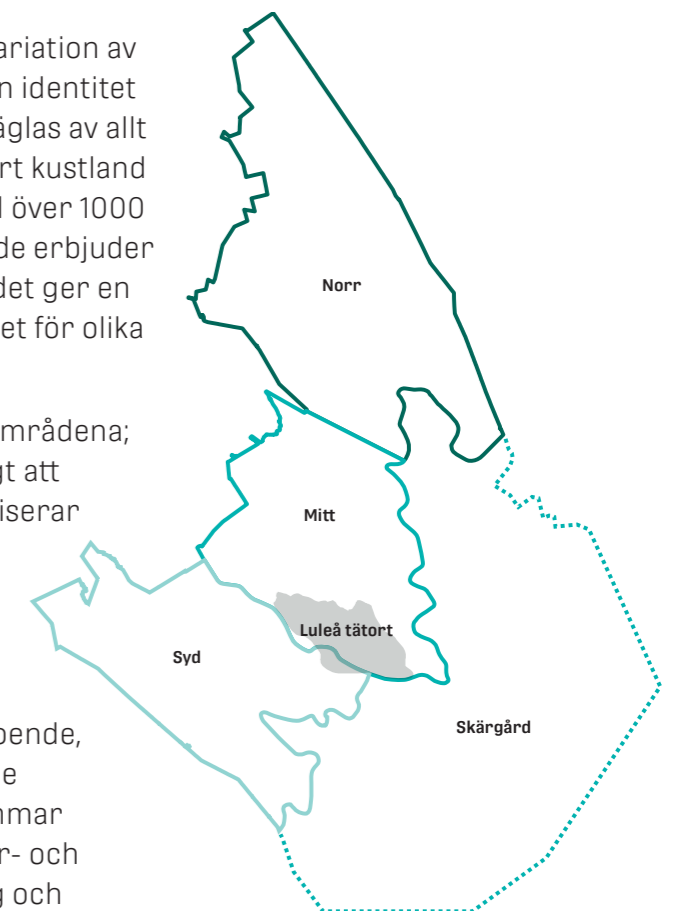 ariation av
n identitet
äglas av allt
rt kustland
l över 1000
de erbjuder
det ger en
et för olika
områdena;
gt att
iserar
oende,
e
nmar
r- och
g och
Norr
Mitt
Luleå tätort
Syd
Skärgård